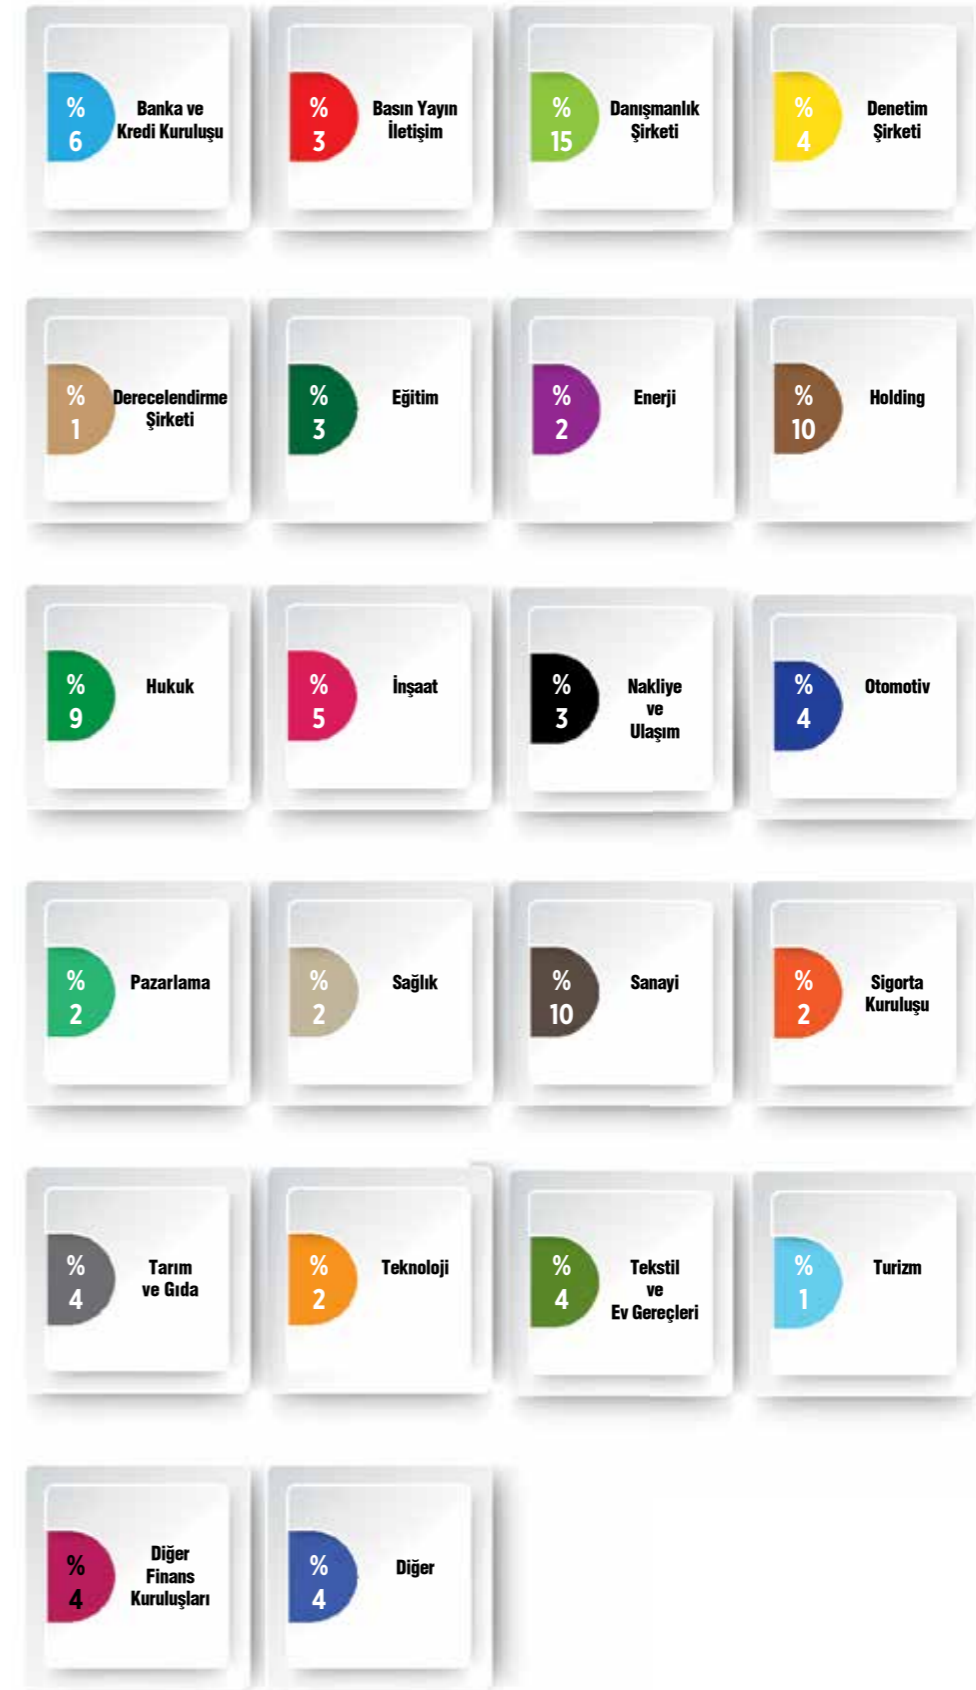 %
6
Banka ve
Kredi Kuruluşu
%
3
Basın Yayın
İletişim
%
15
Danışmanlık
Şirketi
%
4
Denetim
Şirketi
%
1
Derecelendirme
Şirketi
%
3
Eğitim
%
2
Enerji
%
10
Holding
%
9
Hukuk
%
5
İnşaat
%
3
Nakliye
ve
Ulaşım
%
4
Otomotiv
%
2
Pazarlama
%
2
Sağlık
%
10
Sanayi
%
2
Sigorta
Kuruluşu
%
4
Tarım
ve Gıda
%
2
Teknoloji
%
4
Tekstil
ve
Ev Gereçleri
%
1
Turizm
%
4
Diğer
Finans
Kuruluşları
%
4
Diğer